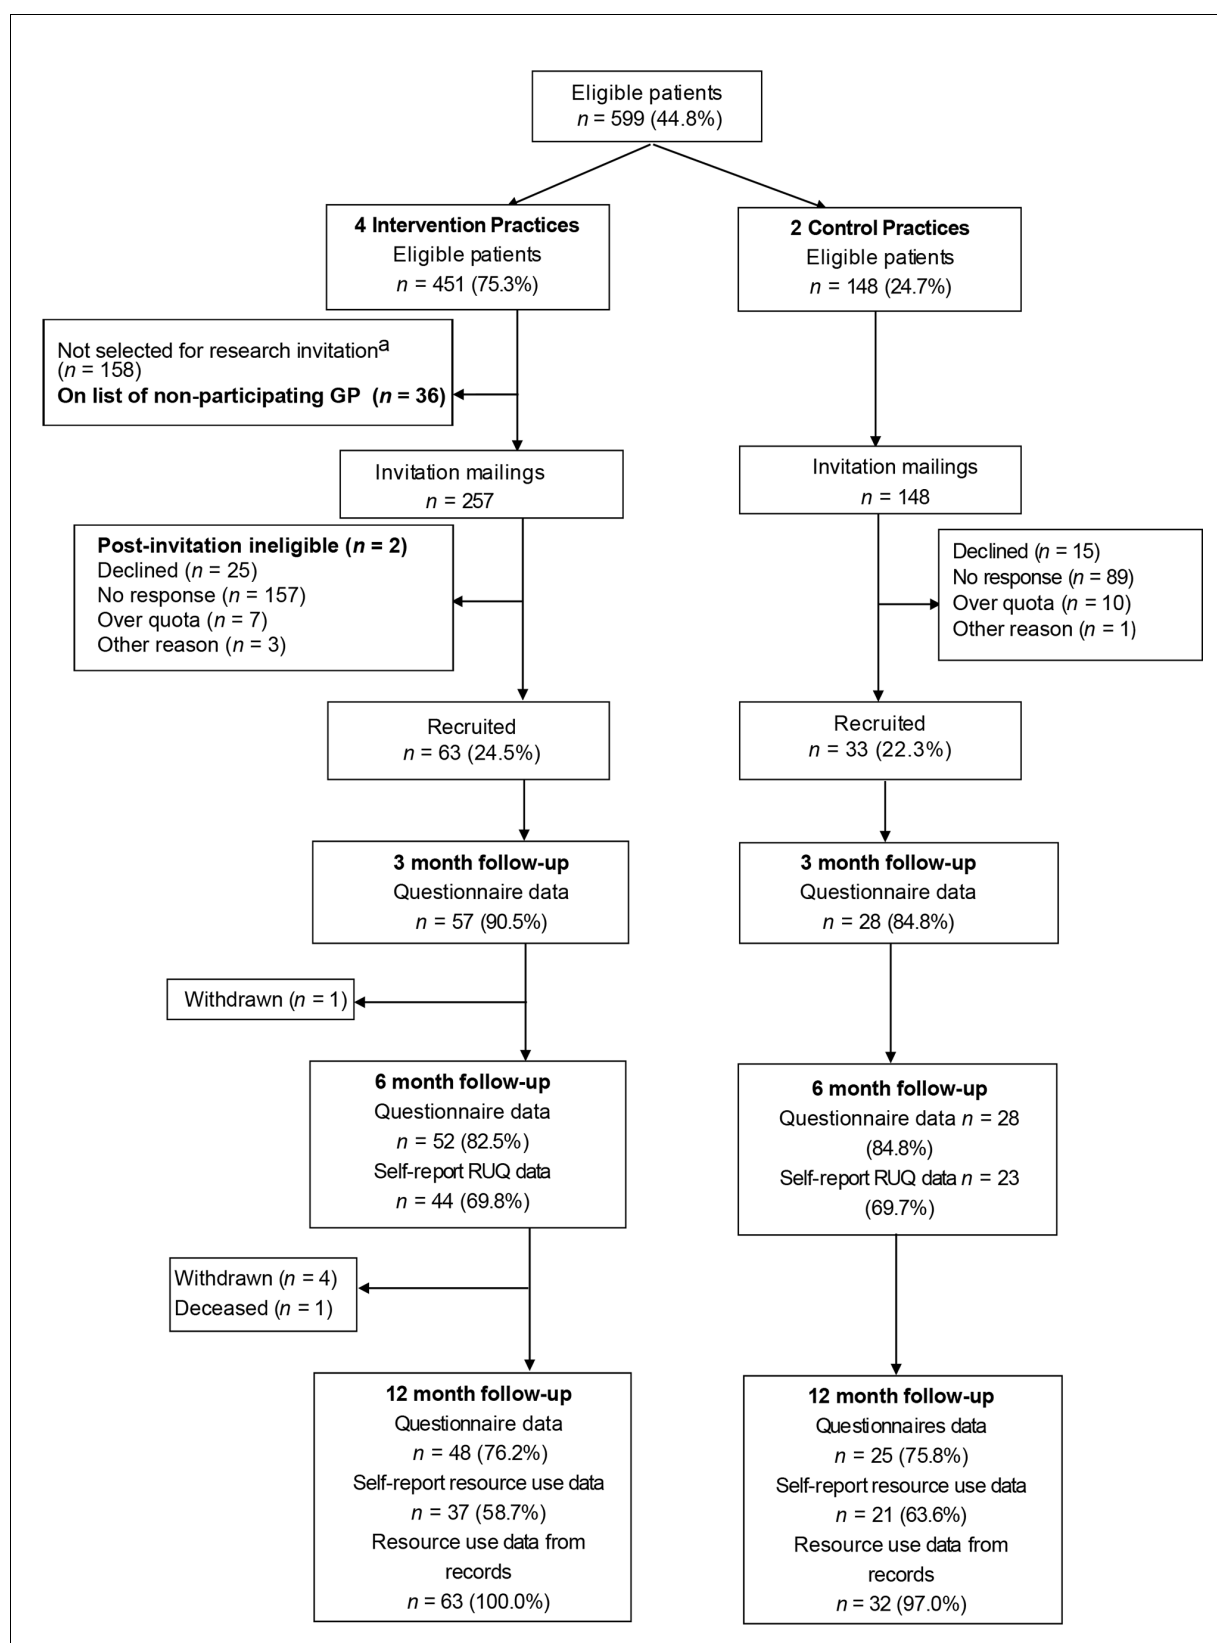 Eligible patients
n = 599 (44.8%)
4 Intervention Practices
Eligible patients
n = 451 (75.3%)
2 Control Practices
Eligible patients
n = 148 (24.7%)
Not selected for research invitationa
(n = 158)
On list of non-participating GP (n = 36)
Invitation mailings
n = 257
Invitation mailings
n = 148
Post-invitation ineligible (n = 2)
Declined (n = 25)
No response (n = 157)
Over quota (n = 7)
Other reason (n = 3)
Declined (n = 15)
No response (n = 89)
Over quota (n = 10)
Other reason (n = 1)
Recruited
n = 63 (24.5%)
Recruited
n = 33 (22.3%)
3 month follow-up
Questionnaire data
n = 57 (90.5%)
3 month follow-up
Questionnaire data
n = 28 (84.8%)
Withdrawn (n = 1)
6 month follow-up
Questionnaire data
n = 52 (82.5%)
Self-report RUQ data
n = 44 (69.8%)
6 month follow-up
Questionnaire data n = 28
(84.8%)
Self-report RUQ data n = 23
(69.7%)
Withdrawn (n = 4)
Deceased (n = 1)
12 month follow-up
Questionnaire data
n = 48 (76.2%)
Self-report resource use data
n = 37 (58.7%)
Resource use data from
records
n = 63 (100.0%)
12 month follow-up
Questionnaires data
n = 25 (75.8%)
Self-report resource use data
n = 21 (63.6%)
Resource use data from
records
n = 32 (97.0%)